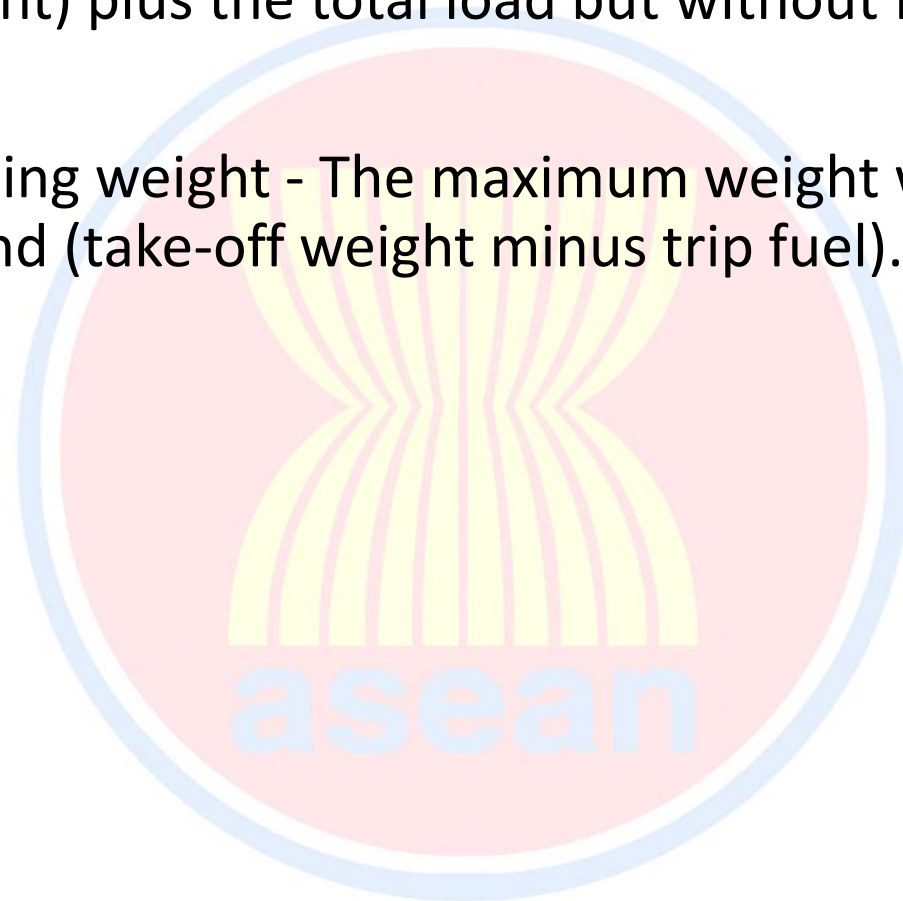 nt) plus the total load but without
ing weight - The maximum weight
nd (take-off weight minus trip fuel).
asean